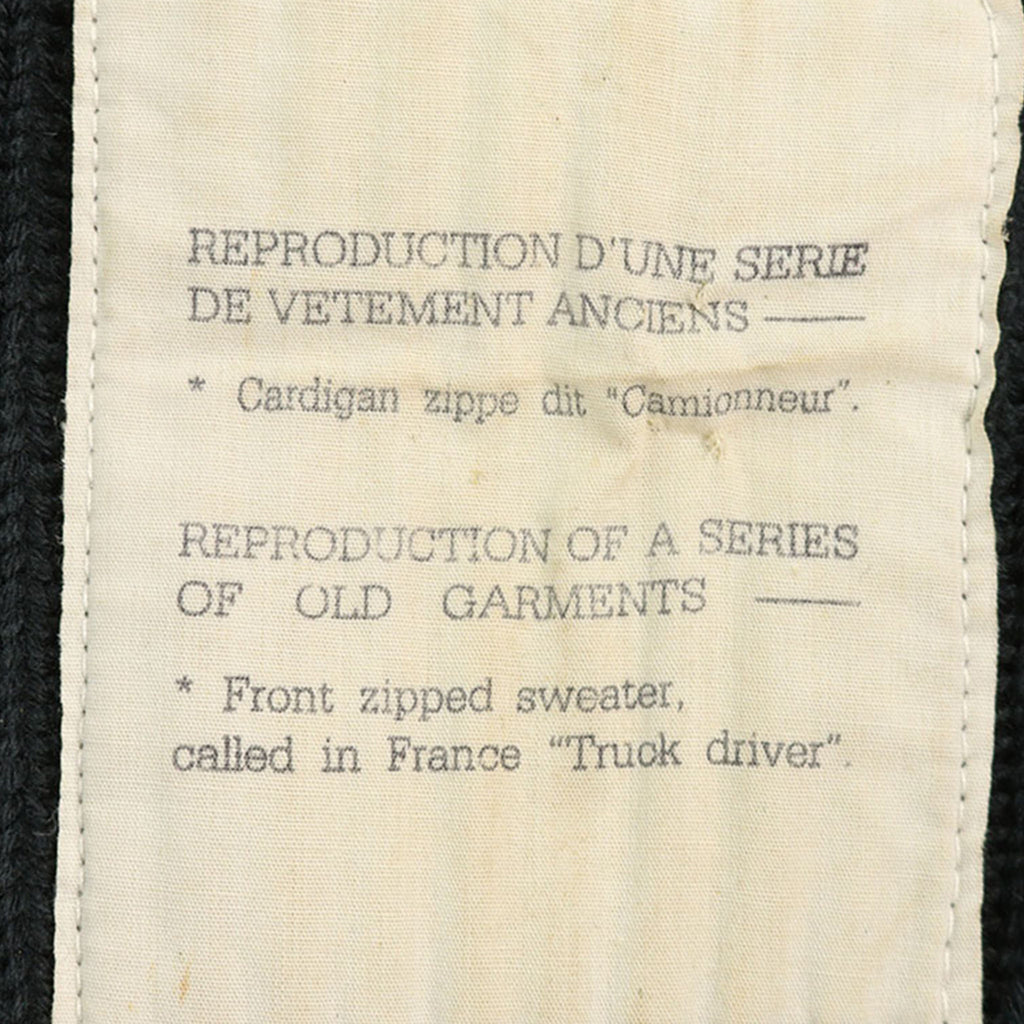 REPRODUCTION D'UNE SERIE
DE VETEMENT ANCIENS ——
* Cardigan zippe dit "Camionneur".
REPRODUCTION OF A SERIES
OF OLD GARMENTS ——
* Front zipped sweater,
called in France "Truck driver".